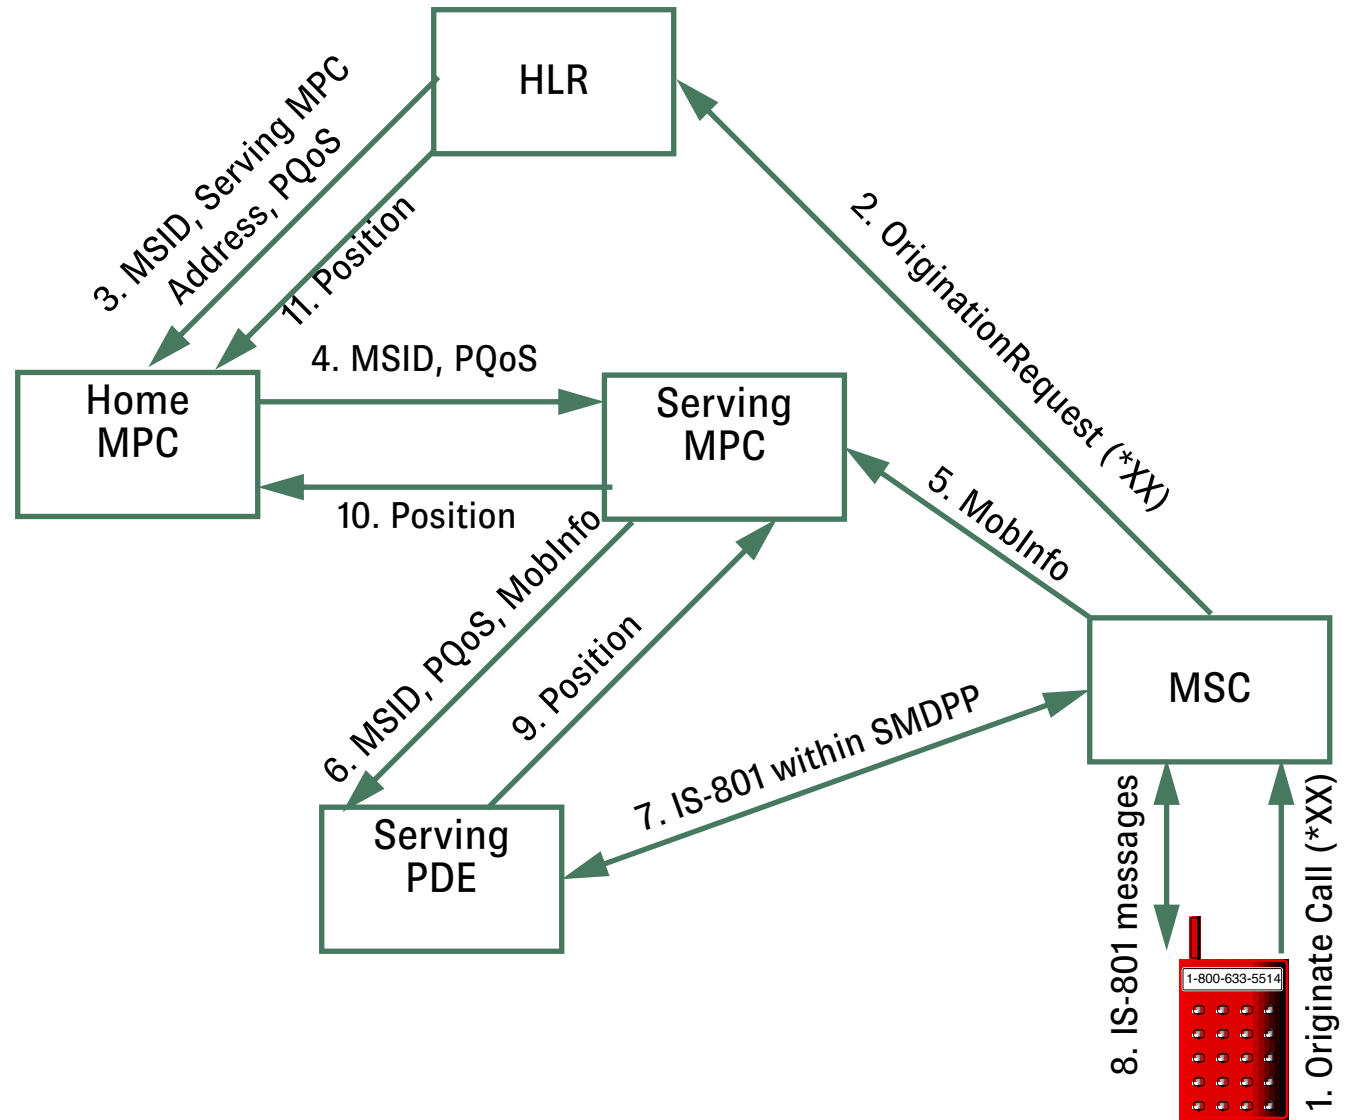 HLR
3. MSID, Serving MPC
Address, PQoS
11. Position
2. OriginationRequest (*XX)
4. MSID, PQoS
Home
MPC
Serving
MPC
10. Position
5. MobInfo
6. MSID, PQoS, MobInfo
9. Position
MSC
7. IS-801 within SMDPP
Serving
PDE
8. IS-801 messages
1. Originate Call (*XX)
1-800-633-5514